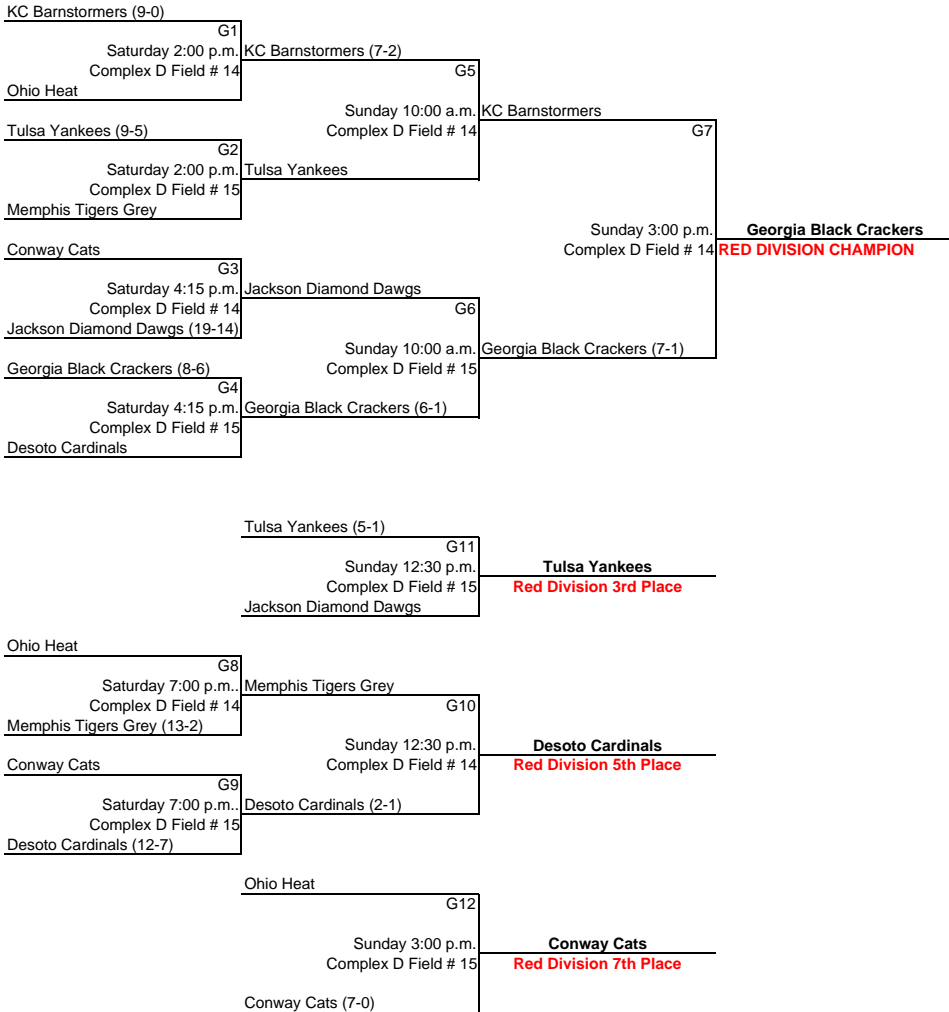 KC Barnstormers (9-0)
G1
Saturday 2:00 p.m. KC Barnstormers (7-2)
Complex D Field # 14 G5
Ohio Heat
Sunday 10:00 a.m. KC Barnstormers
Tulsa Yankees (9-5) Complex D Field # 14 G7
G2
Saturday 2:00 p.m. Tulsa Yankees
Complex D Field # 15
Memphis Tigers Grey
Sunday 3:00 p.m. Georgia Black Crackers
Conway Cats Complex D Field # 14 RED DIVISION CHAMPION
G3
Saturday 4:15 p.m. Jackson Diamond Dawgs
Complex D Field # 14 G6
Jackson Diamond Dawgs (19-14)
Sunday 10:00 a.m. Georgia Black Crackers (7-1)
Georgia Black Crackers (8-6) Complex D Field # 15
G4
Saturday 4:15 p.m. Georgia Black Crackers (6-1)
Complex D Field # 15
Desoto Cardinals
Tulsa Yankees (5-1)
G11
Sunday 12:30 p.m. Tulsa Yankees
Complex D Field # 15 Red Division 3rd Place
Jackson Diamond Dawgs
Ohio Heat
G8
Saturday 7:00 p.m.. Memphis Tigers Grey
Complex D Field # 14 G10
Memphis Tigers Grey (13-2)
Sunday 12:30 p.m. Desoto Cardinals
Conway Cats Complex D Field # 14 Red Division 5th Place
G9
Saturday 7:00 p.m.. Desoto Cardinals (2-1)
Complex D Field # 15
Desoto Cardinals (12-7)
Ohio Heat
G12
Sunday 3:00 p.m. Conway Cats
Complex D Field # 15 Red Division 7th Place
Conway Cats (7-0)